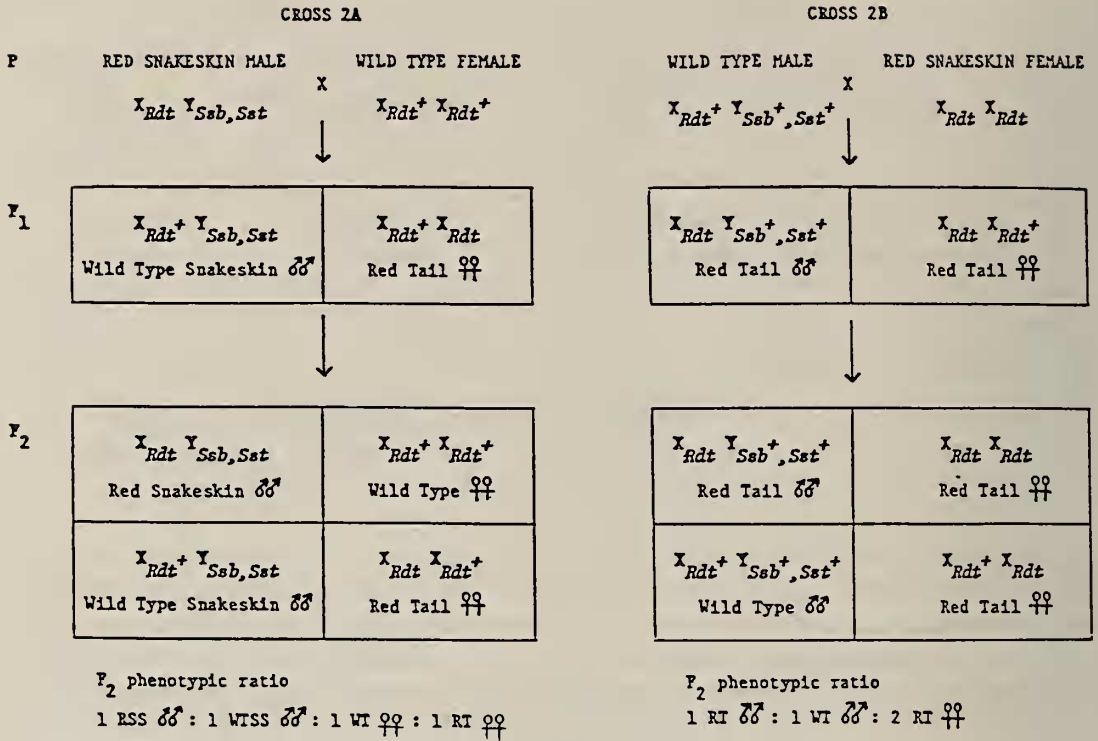 CROSS 2A
P
RED SNAKESKIN MALE X WILD TYPE FEMALE
X_Rdt Y_Ssb,Sst X_Rdt+ X_Rdt+
F1
X_Rdt+ Y_Ssb,Sst X_Rdt+ X_Rdt
Wild Type Snakeskin ♂♂ Red Tail ♀♀
F2
X_Rdt Y_Ssb,Sst X_Rdt+ X_Rdt+
Red Snakeskin ♂♂ Wild Type ♀♀
X_Rdt+ Y_Ssb,Sst X_Rdt X_Rdt+
Wild Type Snakeskin ♂♂ Red Tail ♀♀
F2 phenotypic ratio
1 RSS ♂♂ : 1 WTSS ♂♂ : 1 WT ♀♀ : 1 RT ♀♀
CROSS 2B
WILD TYPE MALE X RED SNAKESKIN FEMALE
X_Rdt+ Y_Ssb+,Sst+ X_Rdt X_Rdt
X_Rdt Y_Ssb+,Sst+ X_Rdt X_Rdt+
Red Tail ♂♂ Red Tail ♀♀
X_Rdt Y_Ssb+,Sst+ X_Rdt X_Rdt
Red Tail ♂♂ Red Tail ♀♀
X_Rdt+ Y_Ssb+,Sst+ X_Rdt+ X_Rdt
Wild Type ♂♂ Red Tail ♀♀
F2 phenotypic ratio
1 RT ♂♂ : 1 WT ♂♂ : 2 RT ♀♀